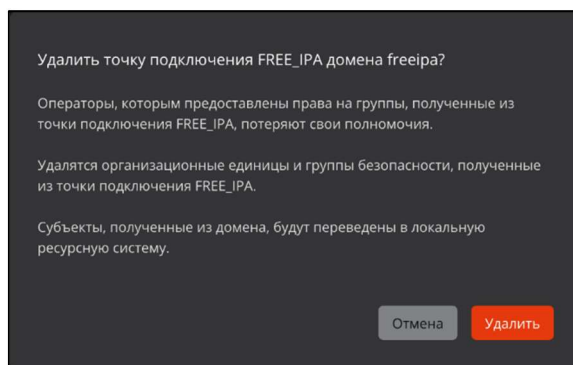 Удалить точку подключения FREE_IPA домена freeipa?
Операторы, которым предоставлены права на группы, полученные из
точки подключения FREE_IPA, потеряют свои полномочия.
Удалятся организационные единицы и группы безопасности, полученные
из точки подключения FREE_IPA.
Субъекты, полученные из домена, будут переведены в локальную
ресурсную систему.
Отмена
Удалить